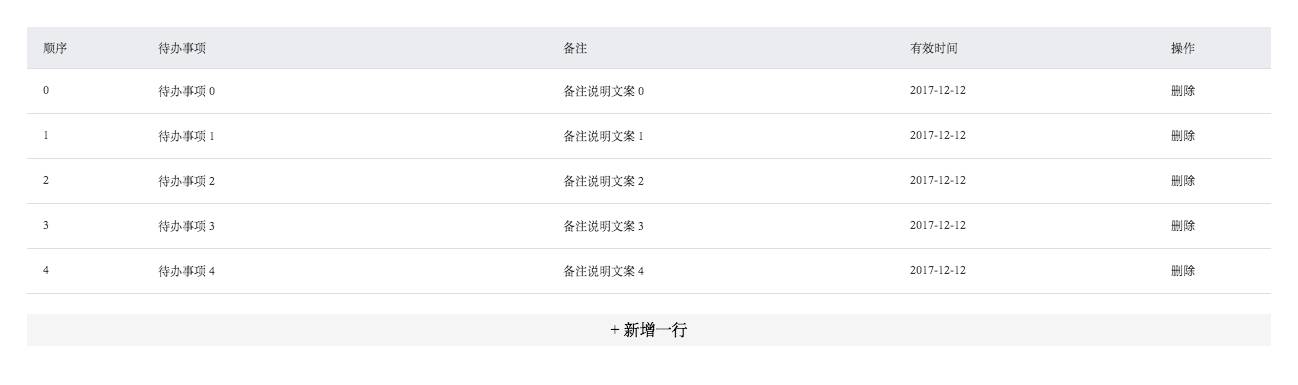 顺序 待办事项 备注 有效时间 操作
0 待办事项 0 备注说明文案 0 2017-12-12 删除
1 待办事项 1 备注说明文案 1 2017-12-12 删除
2 待办事项 2 备注说明文案 2 2017-12-12 删除
3 待办事项 3 备注说明文案 3 2017-12-12 删除
4 待办事项 4 备注说明文案 4 2017-12-12 删除
+ 新增一行